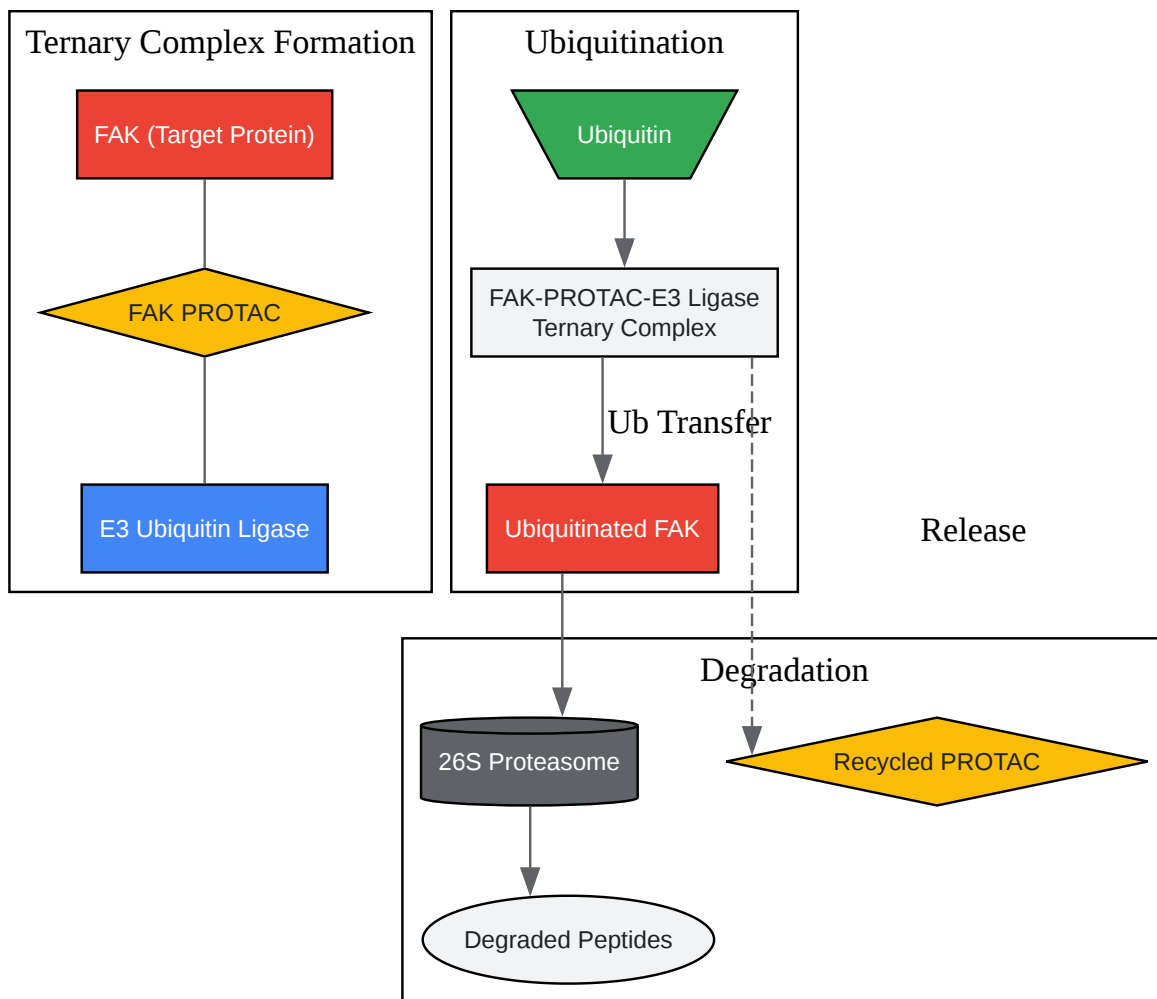 Ternary Complex Formation
FAK (Target Protein)
FAK PROTAC
E3 Ubiquitin Ligase
Ubiquitination
Ubiquitin
FAK-PROTAC-E3 Ligase
Ternary Complex
Ub Transfer
Ubiquitinated FAK
Release
Degradation
26S Proteasome
Recycled PROTAC
Degraded Peptides